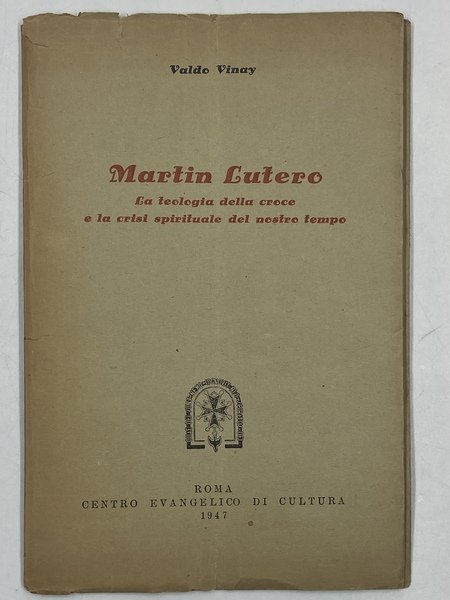 Valdo Vinay
Martin Lutero
La teologia della croce
e la crisi spirituale del nostro tempo
ROMA
CENTRO EVANGELICO DI CULTURA
1947